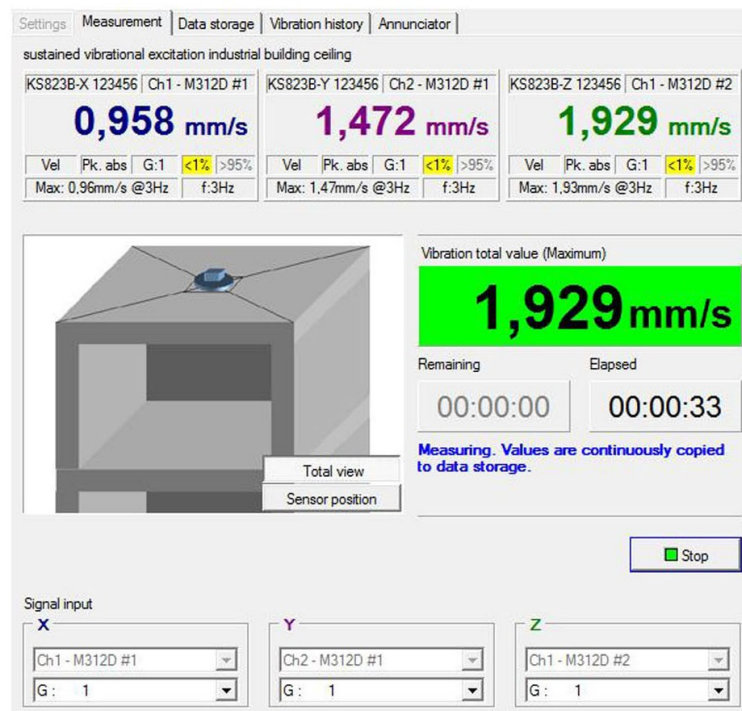 Settings Measurement Data storage Vibration history Annunciator
sustained vibrational excitation industrial building ceiling
KS823B-X 123456 Ch1 - M312D #1 KS823B-Y 123456 Ch2 - M312D #1 KS823B-Z 123456 Ch1 - M312D #2
0,958 mm/s 1,472 mm/s 1,929 mm/s
Vel Pk. abs G:1 <1% >95% Vel Pk. abs G:1 <1% >95% Vel Pk. abs G:1 <1% >95%
Max: 0,96mm/s @3Hz f:3Hz Max: 1,47mm/s @3Hz f:3Hz Max: 1,93mm/s @3Hz f:3Hz
Vibration total value (Maximum)
1,929 mm/s
Remaining Elapsed
00:00:00 00:00:33
Measuring. Values are continuously copied
to data storage.
Total view
Sensor position
Stop
Signal input
X Y Z
Ch1 - M312D #1 Ch2 - M312D #1 Ch1 - M312D #2
G : 1 G : 1 G : 1